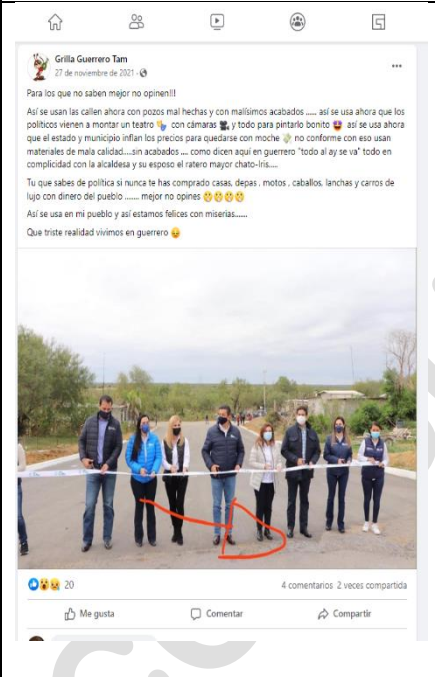 Grilla Guerrero Tam
27 de noviembre de 2021 ·
Para los que no saben mejor no opinen!!!
Así se usan las callen ahora con pozos mal hechas y con malísimos acabados ..... así se usa ahora que los
políticos vienen a montar un teatro con cámaras y todo para pintarlo bonito así se usa ahora
que el estado y municipio inflan los precios para quedarse con moche no conforme con eso usan
materiales de mala calidad....sin acabados .... como dicen aquí en guerrero "todo al ay se va" todo en
complicidad con la alcaldesa y su esposo el ratero mayor chato-Iris.....
Tu que sabes de política si nunca te has comprado casas, depas , motos , caballos, lanchas y carros de
lujo con dinero del pueblo ....... mejor no opines
Así se usa en mi pueblo y así estamos felices con miserias......
Que triste realidad vivimos en guerrero
20
4 comentarios 2 veces compartida
Me gusta
Comentar
Compartir